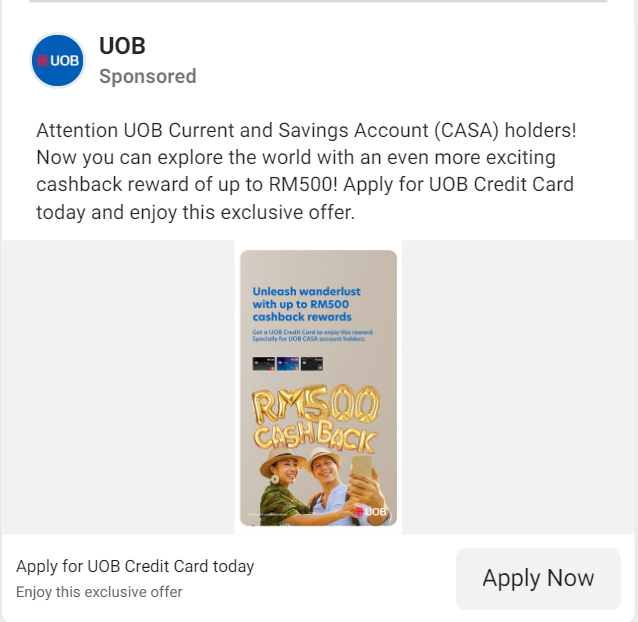 UOB
UOB
Sponsored
Attention UOB Current and Savings Account (CASA) holders!
Now you can explore the world with an even more exciting
cashback reward of up to RM500! Apply for UOB Credit Card
today and enjoy this exclusive offer.
Unleash wanderlust
with up to RM500
cashback rewards
Get a UOB Credit Card to enjoy this reward.
Specially for UOB CASA account holders.
RM500
CASHBACK
UOB
Apply for UOB Credit Card today
Enjoy this exclusive offer
Apply Now